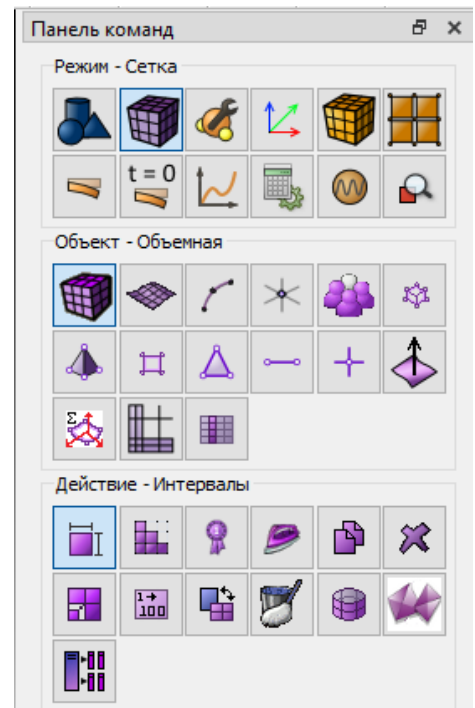 Панель команд
Режим - Сетка
t = 0
Объект - Объемная
Σ
Действие - Интервалы
1→
100